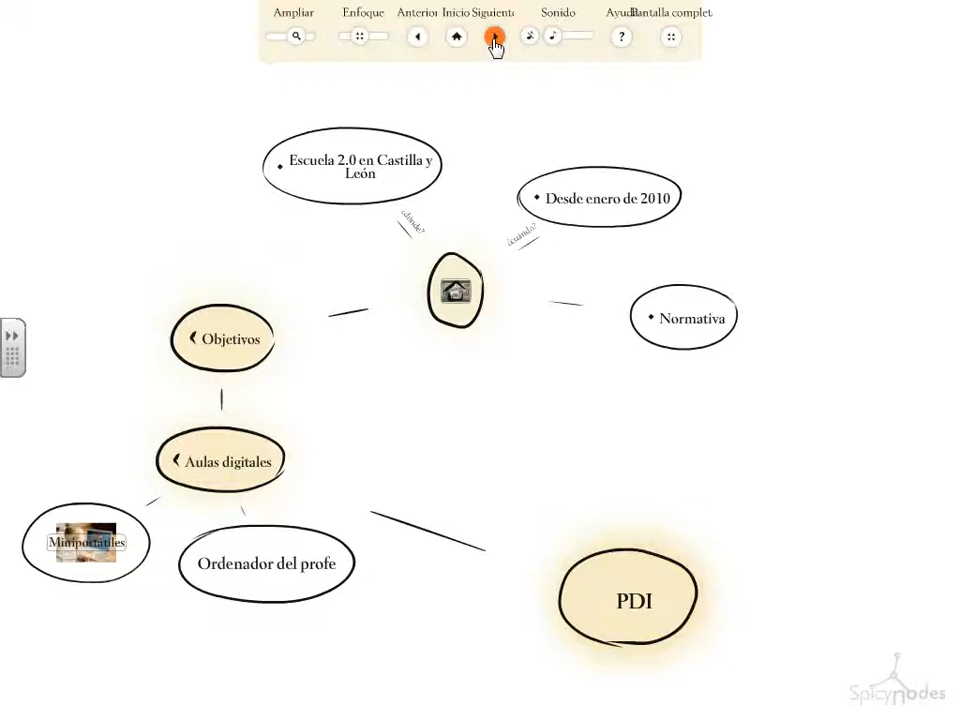 Ampliar
Enfoque
Anterior
Inicio
Siguiente
Sonido
Ayuda
Pantalla complet
?
Escuela 2.0 en Castilla y
León
¿dónde?
Desde enero de 2010
¿cuándo?
Normativa
Objetivos
Aulas digitales
Miniportátiles
Ordenador del profe
PDI
Spicynodes